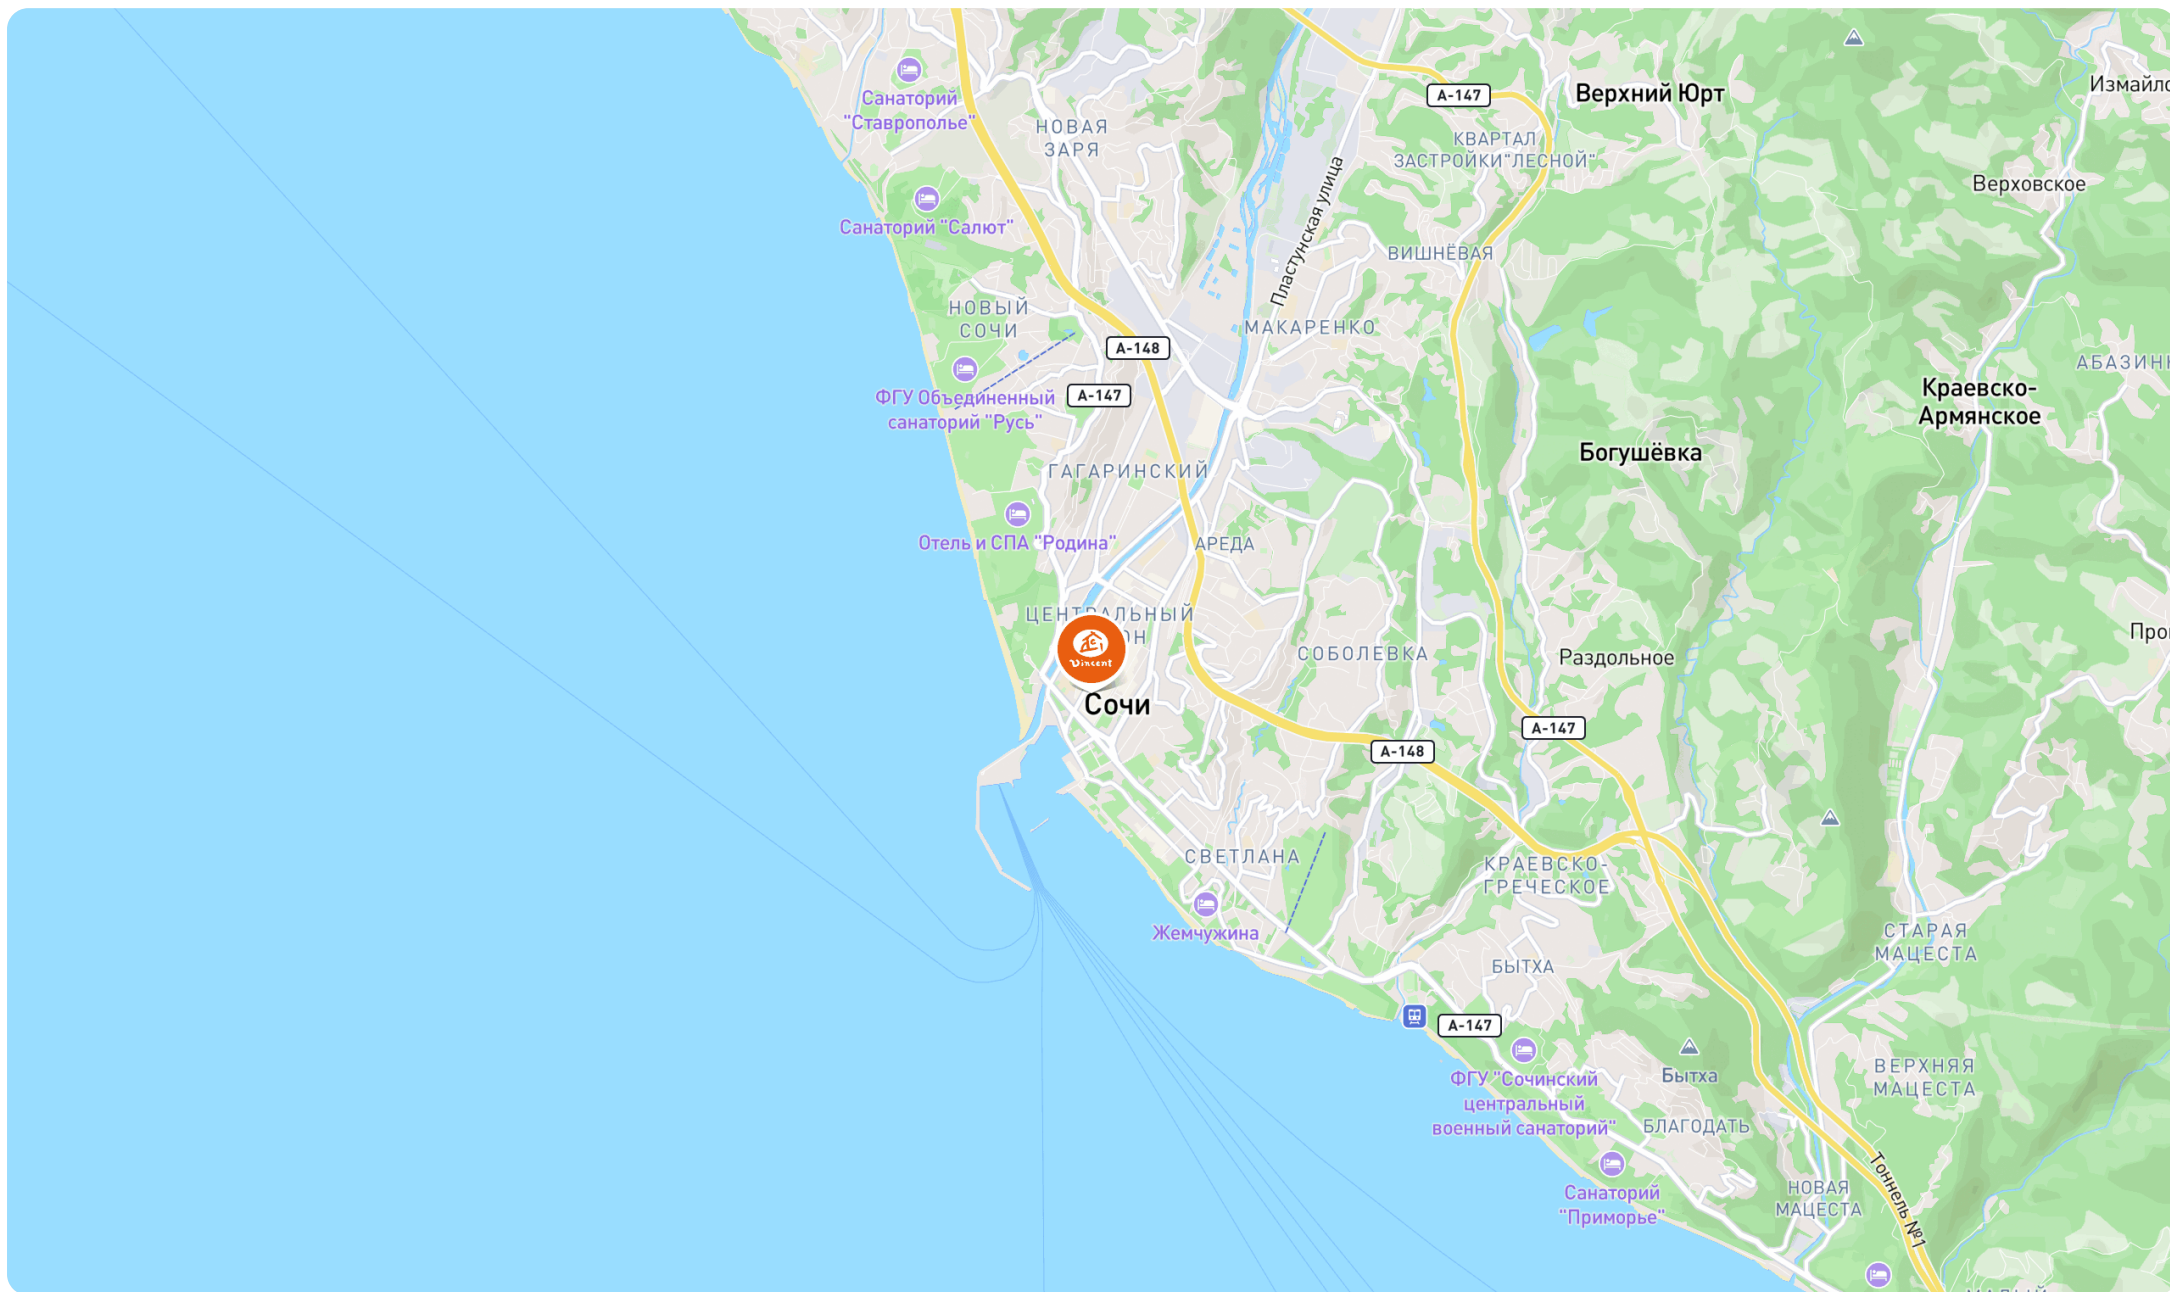 Санаторий
"Ставрополье"
НОВАЯ
ЗАРЯ
А-147
Верхний Юрт
КВАРТАЛ
ЗАСТРОЙКИ"ЛЕСНОЙ"
Верховское
Санаторий "Салют"
Пластунская улица
ВИШНЁВАЯ
НОВЫЙ
СОЧИ
МАКАРЕНКО
А-148
А-147
ФГУ Объединенный
санаторий "Русь"
Краевско-
Армянское
Богушёвка
ГАГАРИНСКИЙ
Отель и СПА "Родина"
АРЕДА
ЦЕНТРАЛЬНЫЙ
Vincent
Сочи
СОБОЛЕВКА
Раздольное
А-147
А-148
СВЕТЛАНА
КРАЕВСКО-
ГРЕЧЕСКОЕ
Жемчужина
БЫТХА
СТАРАЯ
МАЦЕСТА
А-147
ФГУ "Сочинский
центральный
военный санаторий"
Бытха
ВЕРХНЯЯ
МАЦЕСТА
БЛАГОДАТЬ
Санаторий
"Приморье"
НОВАЯ
МАЦЕСТА
Тоннель №1